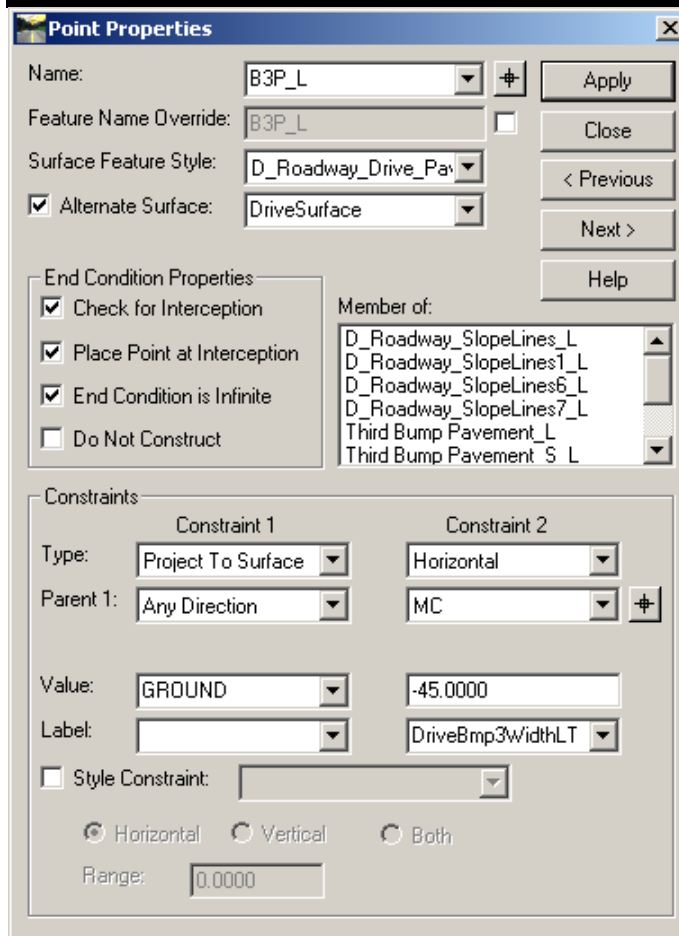 Point Properties
Name:
B3P_L
Apply
Feature Name Override:
B3P_L
Close
Surface Feature Style:
D_Roadway_Drive_Pa
< Previous
Alternate Surface:
DriveSurface
Next >
Help
End Condition Properties
Check for Interception
Place Point at Interception
End Condition is Infinite
Do Not Construct
Member of:
D_Roadway_SlopeLines_L
D_Roadway_SlopeLines1_L
D_Roadway_SlopeLines6_L
D_Roadway_SlopeLines7_L
Third Bump Pavement_L
Third Bump Pavement_S_L
Constraints
Constraint 1 Constraint 2
Type: Project To Surface Horizontal
Parent 1: Any Direction MC
Value: GROUND -45.0000
Label: DriveBmp3WidthLT
Style Constraint:
Horizontal Vertical Both
Range: 0.0000